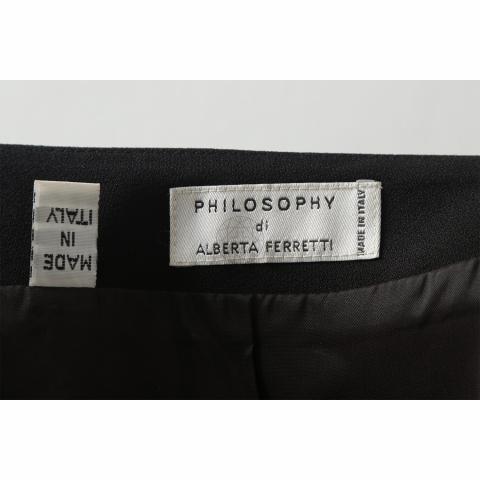 MADE
IN
ITALY
PHILOSOPHY
di
ALBERTA FERRETTI
MADE IN ITALY